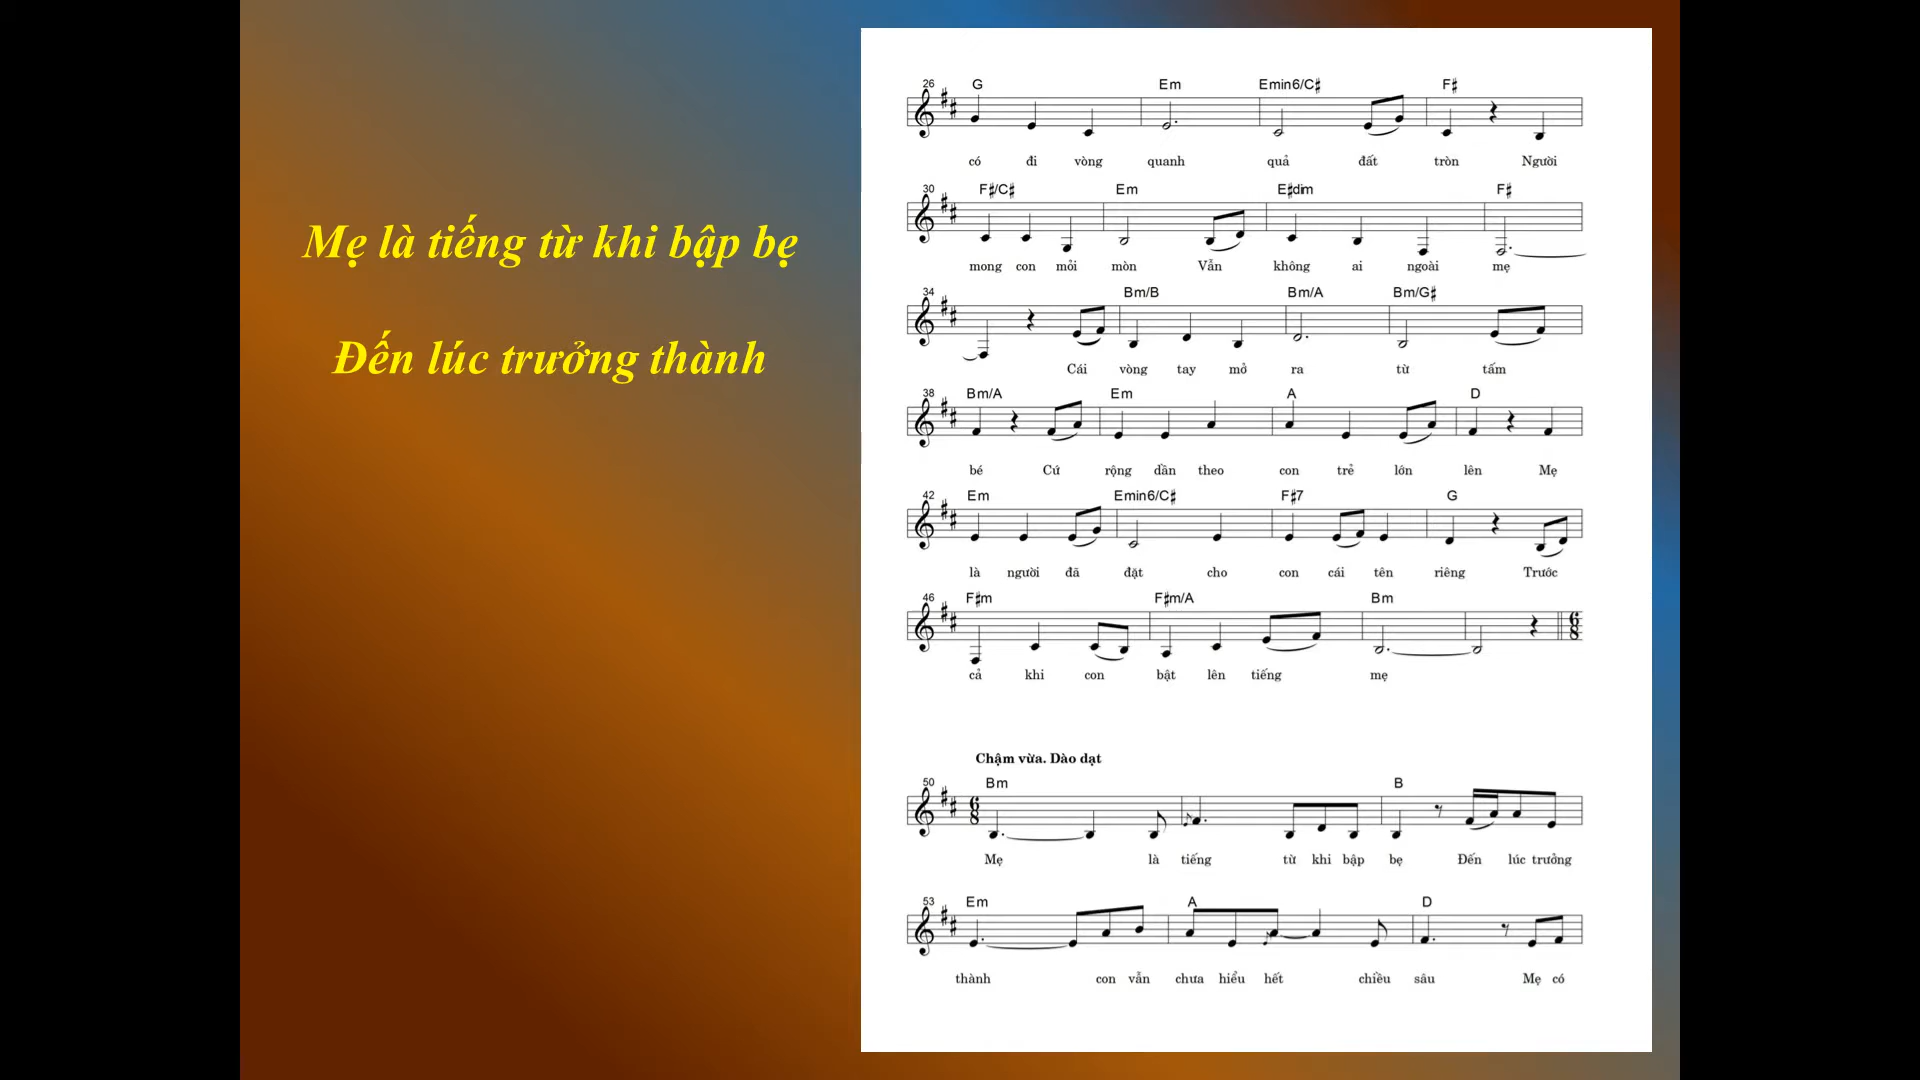 Mẹ là tiếng từ khi bập bẹ
Đến lúc trưởng thành
26 G Em Emin6/C♯ F♯
có đi vòng quanh quả đất tròn Người
30 F♯/C♯ Em E♯dim F♯
mong con mỏi mòn Vẫn không ai ngoài mẹ
34 Bm/B Bm/A Bm/G♯
Cái vòng tay mở ra từ tấm
38 Bm/A Em A D
bé Cứ rộng dần theo con trẻ lớn lên Mẹ
42 Em Emin6/C♯ F♯7 G
là người đã đặt cho con cái tên riêng Trước
46 F♯m F♯m/A Bm
6
8
cả khi con bật lên tiếng mẹ
Chậm vừa. Dào dạt
50 Bm B
6
8
Mẹ là tiếng từ khi bập bẹ Đến lúc trưởng
53 Em A D
thành con vẫn chưa hiểu hết chiều sâu Mẹ có